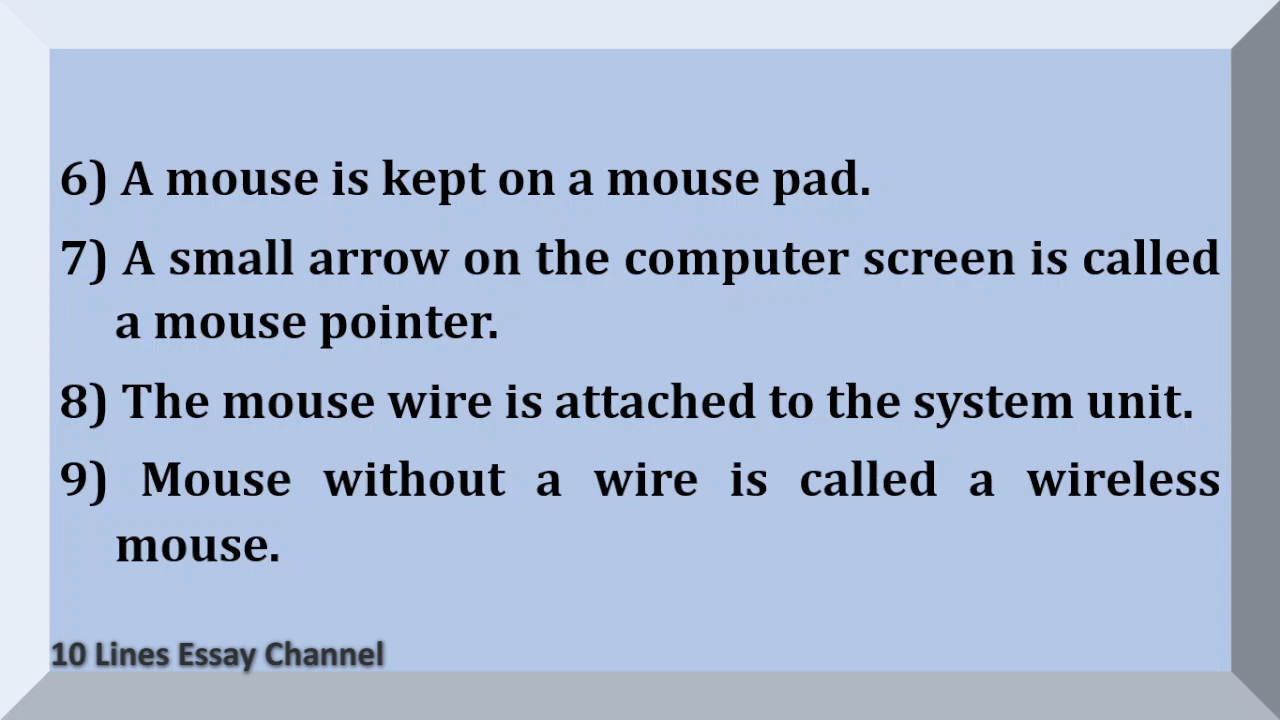 6) A mouse is kept on a mouse pad.
7) A small arrow on the computer screen is called
a mouse pointer.
8) The mouse wire is attached to the system unit.
9) Mouse without a wire is called a wireless
mouse.
10 Lines Essay Channel